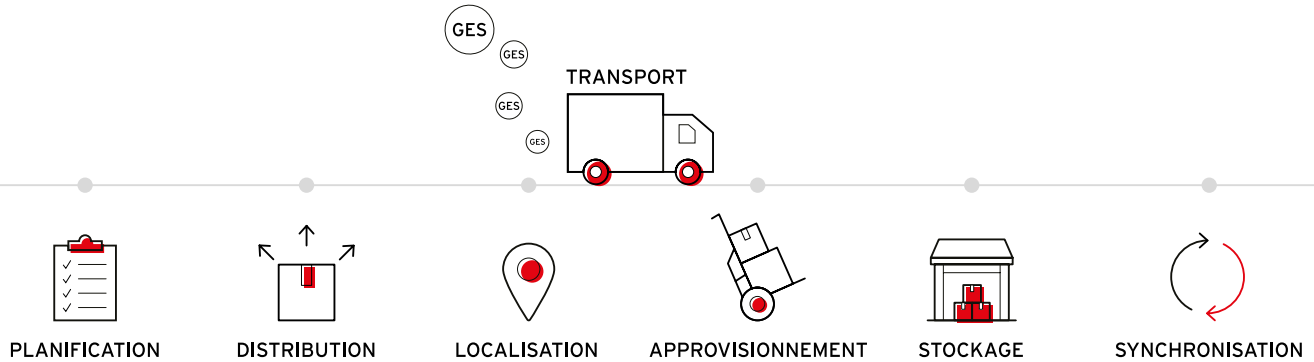 GES
GES
TRANSPORT
GES
GES
PLANIFICATION
DISTRIBUTION
LOCALISATION
APPROVISIONNEMENT
STOCKAGE
SYNCHRONISATION